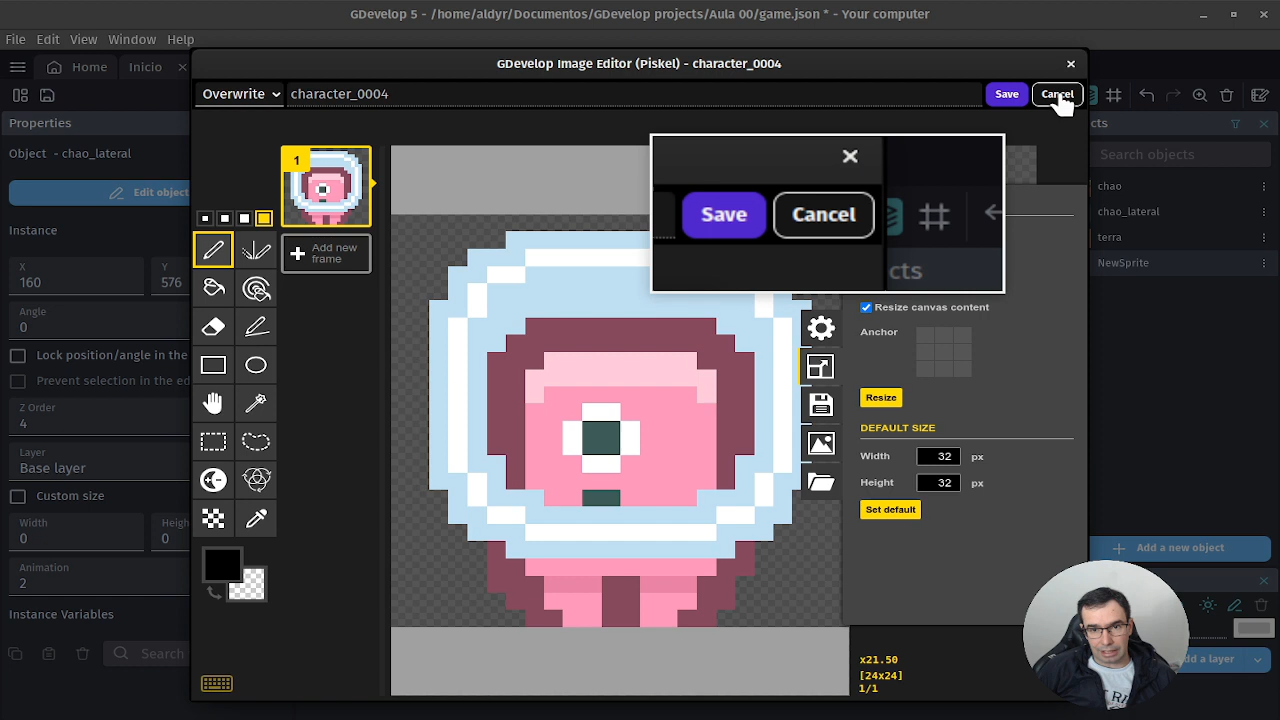 GDevelop 5 - /home/aldyr/Documentos/GDevelop projects/Aula 00/game.json * - Your computer
File Edit View Window Help
Home Inicio
GDevelop Image Editor (Piskel) - character_0004
Overwrite character_0004 Save Cancel
Properties
cts
Object - chao_lateral
Search objects
Edit object
1
Save Cancel
chao
chao_lateral
terra
NewSprite
cts
Add new frame
Instance
X
160
Y
576
Angle
0
Lock position/angle in the
Prevent selection in the ed
Z Order
4
Layer
Base layer
Custom size
Width
0
Heigh
0
Animation
2
Instance Variables
Search
Resize canvas content
Anchor
Resize
DEFAULT SIZE
Width 32 px
Height 32 px
Set default
Add a new object
dd a layer
x21.50
[24x24]
1/1